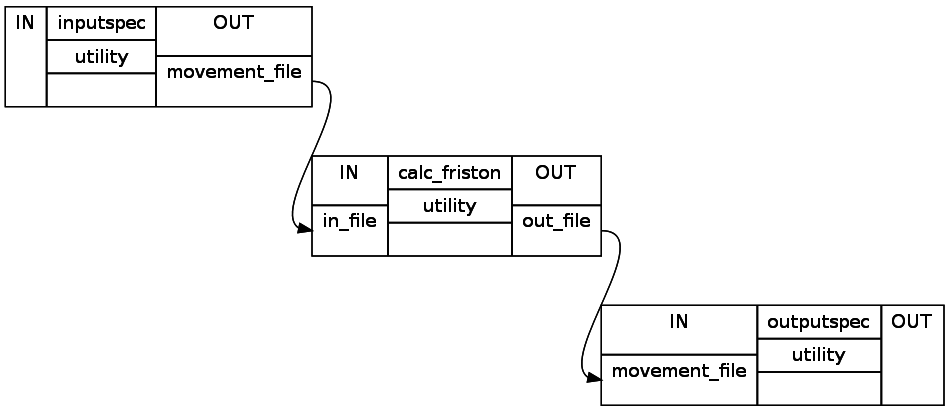 IN inputspec OUT
utility
movement_file
IN calc_friston OUT
utility
in_file out_file
IN outputspec OUT
utility
movement_file